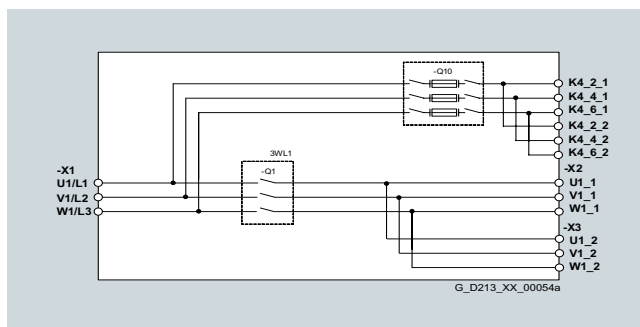 -Q10
K4_2_1
K4_4_1
K4_6_1
K4_2_2
K4_4_2
K4_6_2
3WL1
-X1
-Q1
-X2
U1/L1
U1_1
V1/L2
V1_1
W1/L3
W1_1
-X3
U1_2
V1_2
W1_2
G_D213_XX_00054a